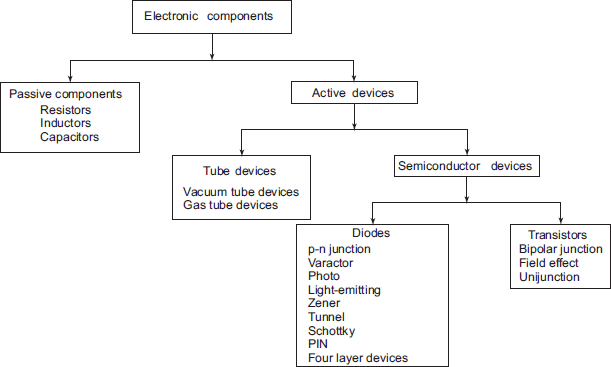 Electronic components
Passive components
Resistors
Inductors
Capacitors
Active devices
Tube devices
Vacuum tube devices
Gas tube devices
Semiconductor devices
Diodes
p-n junction
Varactor
Photo
Light-emitting
Zener
Tunnel
Schottky
PIN
Four layer devices
Transistors
Bipolar junction
Field effect
Unijunction